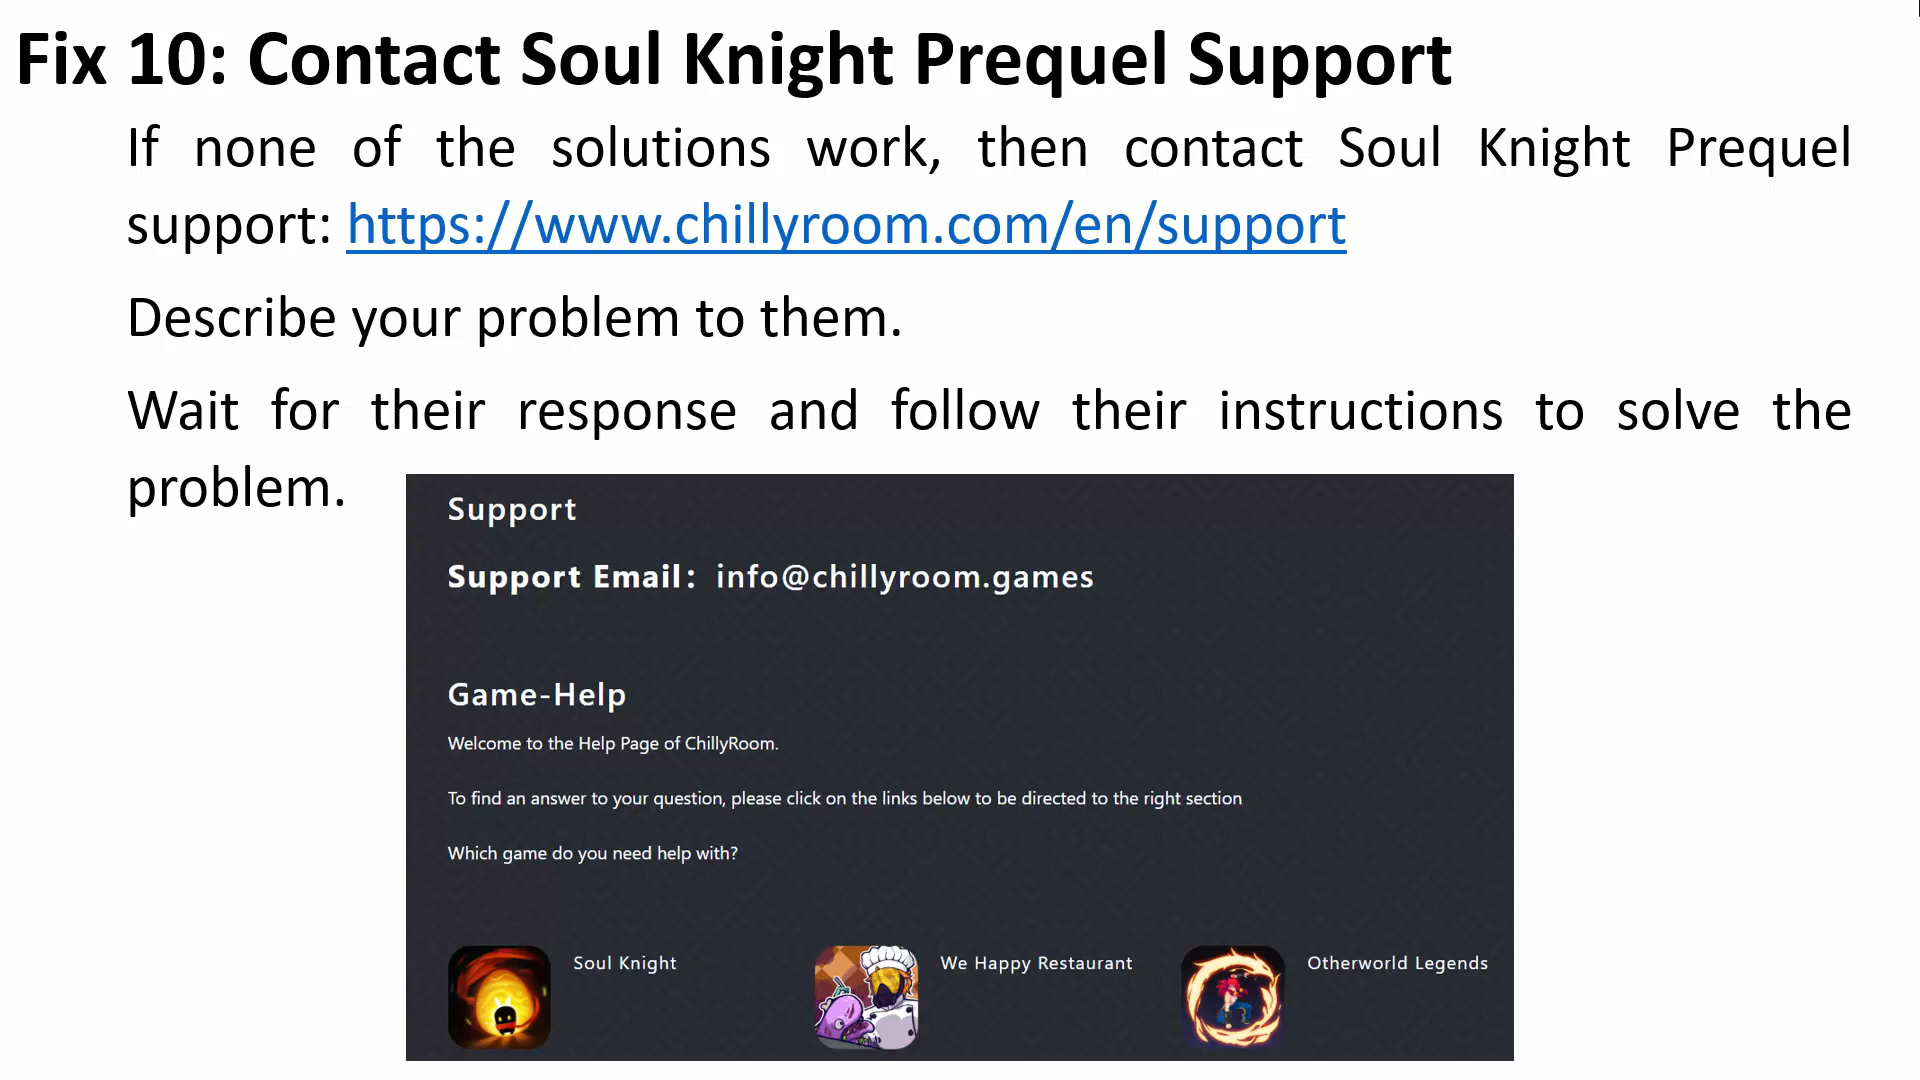 Fix 10: Contact Soul Knight Prequel Support
If none of the solutions work, then contact Soul Knight Prequel
support: https://www.chillyroom.com/en/support
Describe your problem to them.
Wait for their response and follow their instructions to solve the
problem.
Support
Support Email：info@chillyroom.games
Game-Help
Welcome to the Help Page of ChillyRoom.
To find an answer to your question, please click on the links below to be directed to the right section
Which game do you need help with?
Soul Knight
We Happy Restaurant
Otherworld Legends